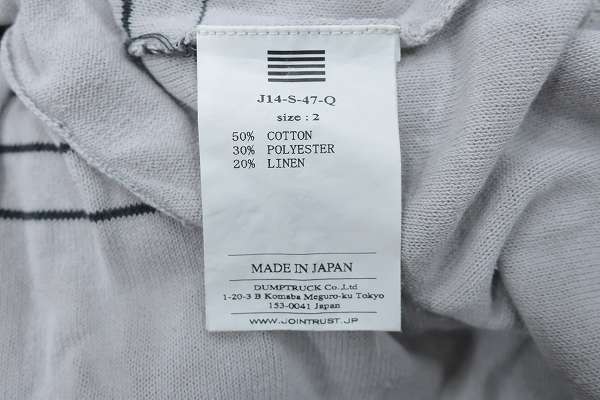 J14-S-47-Q
size : 2
50% COTTON
30% POLYESTER
20% LINEN
MADE IN JAPAN
DUMPTRUCK Co.,Ltd
1-20-3 B Komaba Meguro-ku Tokyo
153-0041 Japan
WWW.JOINTRUST.JP